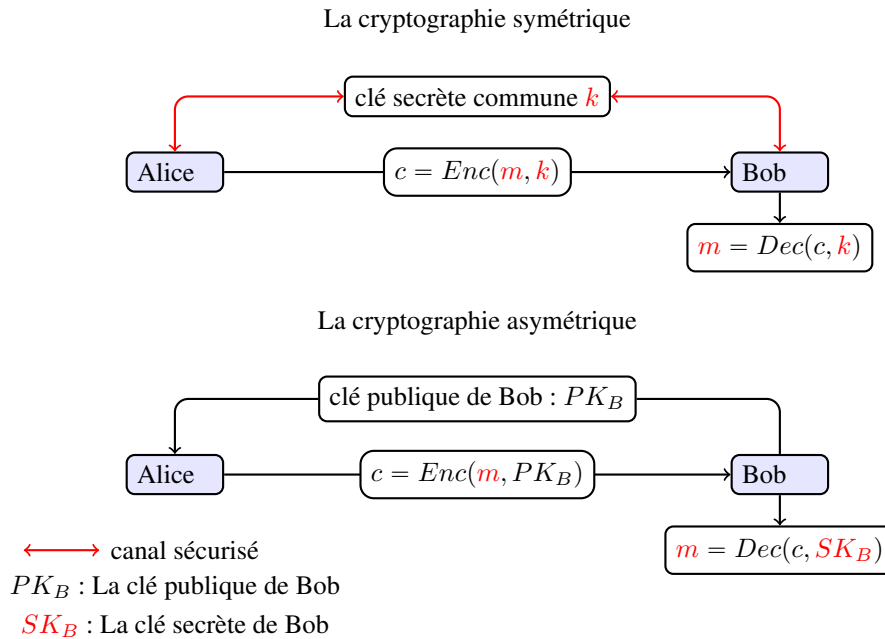 La cryptographie symétrique
clé secrète commune k
Alice
c = Enc(m, k)
Bob
m = Dec(c, k)
La cryptographie asymétrique
clé publique de Bob : PK_B
Alice
c = Enc(m, PK_B)
Bob
m = Dec(c, SK_B)
canal sécurisé
PK_B : La clé publique de Bob
SK_B : La clé secrète de Bob